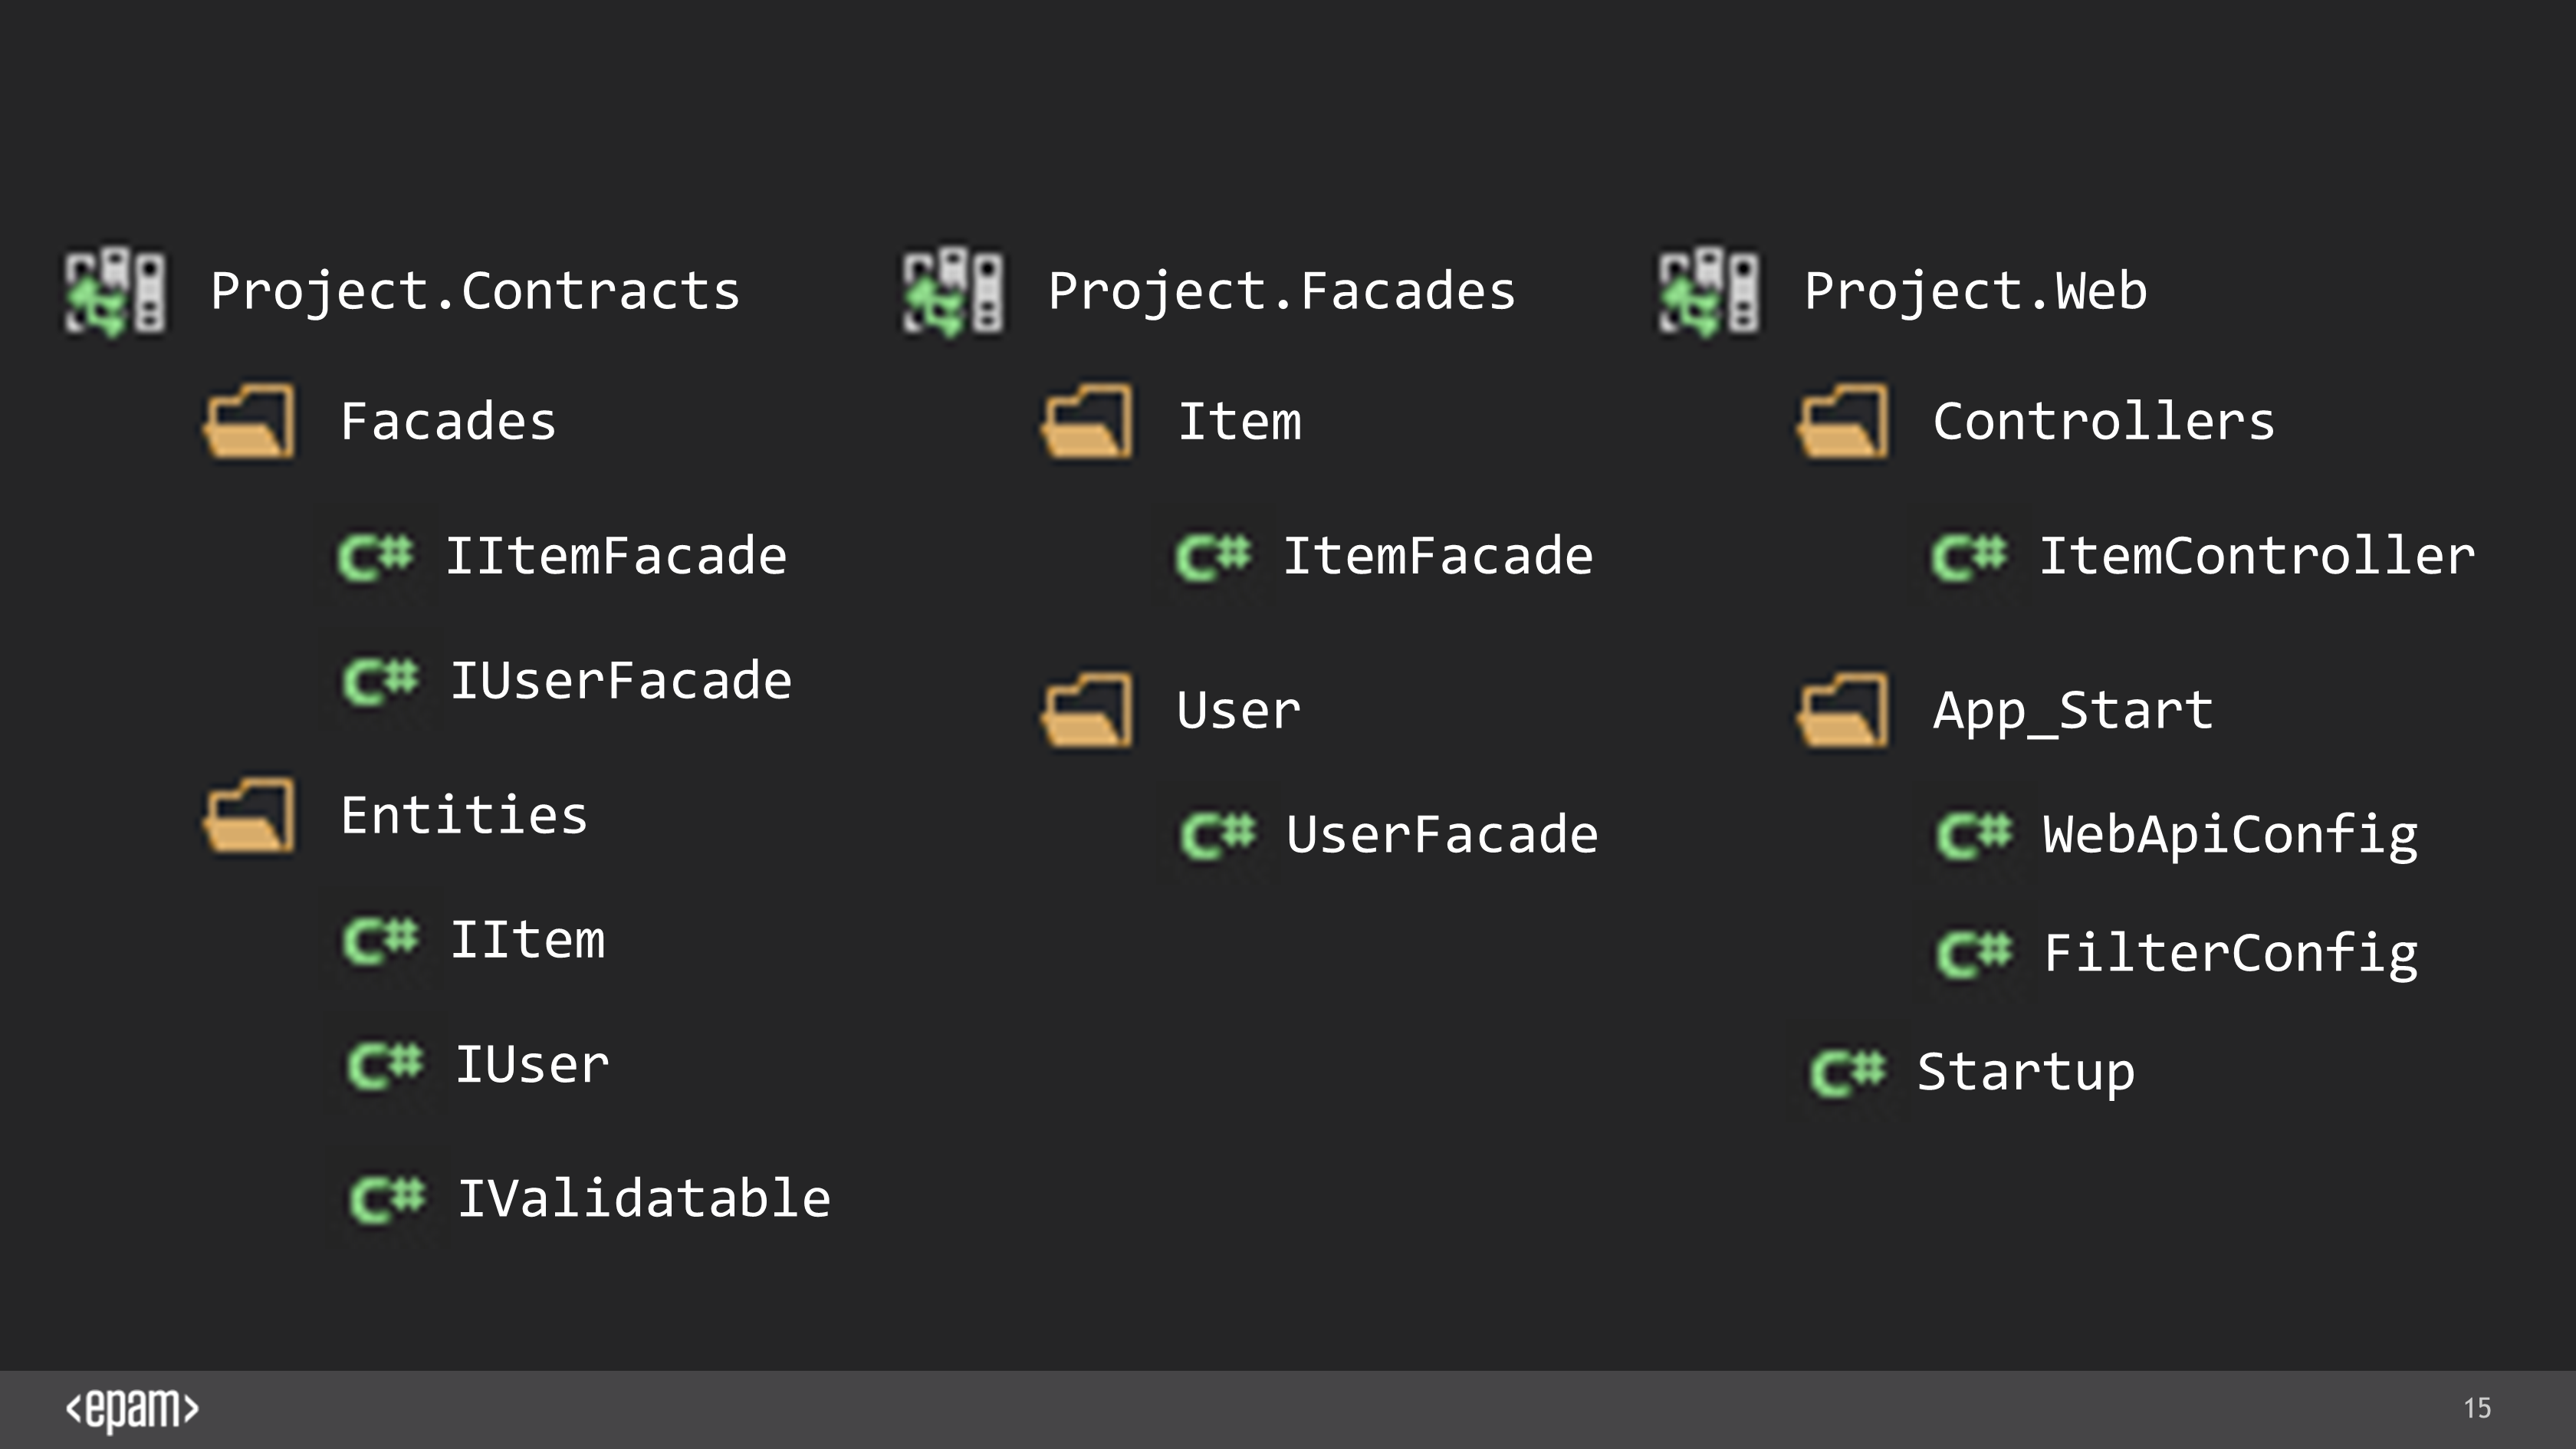 Project.Contracts
Facades
IItemFacade
IUserFacade
Entities
IItem
IUser
IValidatable
Project.Facades
Item
ItemFacade
User
UserFacade
Project.Web
Controllers
ItemController
App_Start
WebApiConfig
FilterConfig
Startup
<epam>
15